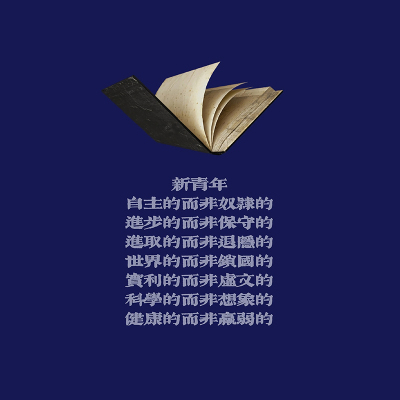 新青年
自主的而非奴隸的
進步的而非保守的
進取的而非退隱的
世界的而非鎖國的
實利的而非虛文的
科學的而非想象的
健康的而非羸弱的